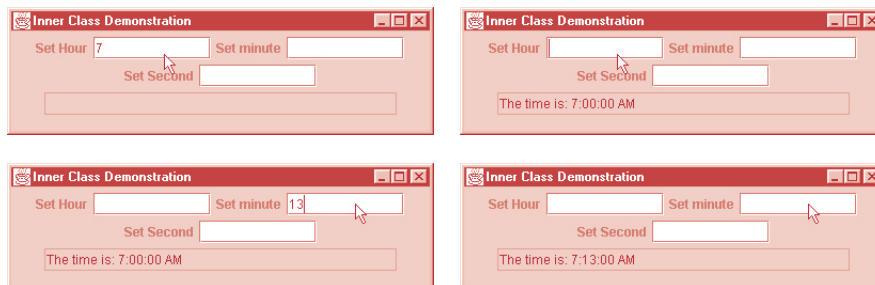 Inner Class Demonstration
Set Hour 7 Set minute
Set Second
Inner Class Demonstration
Set Hour Set minute
Set Second
The time is: 7:00:00 AM
Inner Class Demonstration
Set Hour Set minute 13
Set Second
The time is: 7:00:00 AM
Inner Class Demonstration
Set Hour Set minute
Set Second
The time is: 7:13:00 AM